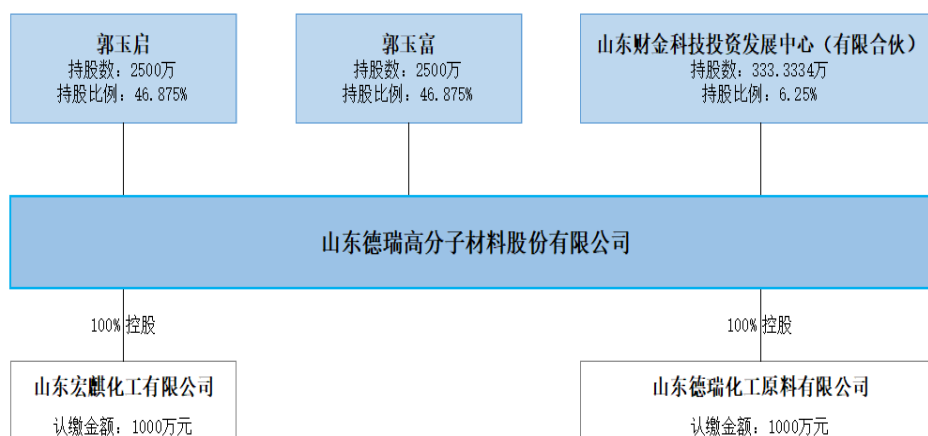 郭玉启
持股数：2500万
持股比例：46.875%
郭玉富
持股数：2500万
持股比例：46.875%
山东财金科技投资发展中心（有限合伙）
持股数：333.3334万
持股比例：6.25%
山东德瑞高分子材料股份有限公司
100%控股
100%控股
山东宏麒化工有限公司
认缴金额：1000万元
山东德瑞化工原料有限公司
认缴金额：1000万元